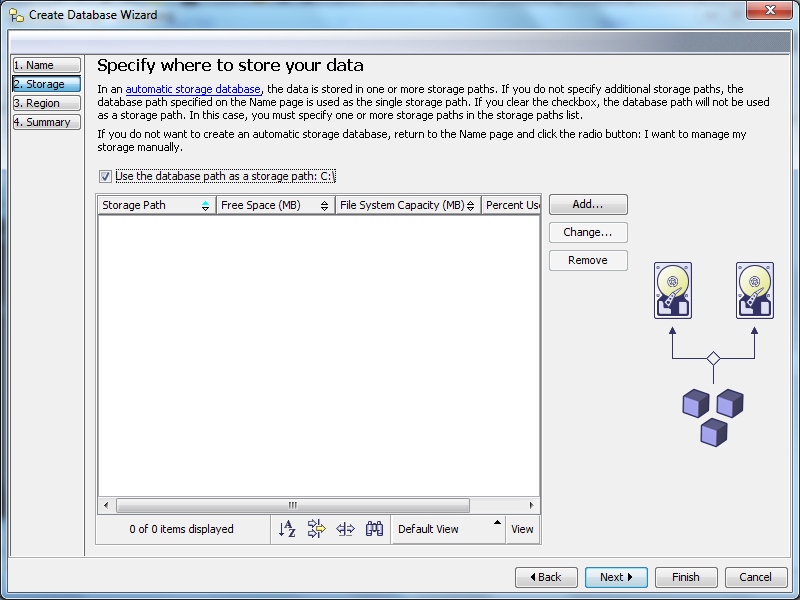 Create Database Wizard
1. Name
2. Storage
3. Region
4. Summary
Specify where to store your data
In an automatic storage database, the data is stored in one or more storage paths. If you do not specify additional storage paths, the
database path specified on the Name page is used as the single storage path. If you clear the checkbox, the database path will not be used
as a storage path. In this case, you must specify one or more storage paths in the storage paths list.
If you do not want to create an automatic storage database, return to the Name page and click the radio button: I want to manage my
storage manually.
Use the database path as a storage path: C:\
Storage Path Free Space (MB) File System Capacity (MB) Percent Use
Add...
Change...
Remove
0 of 0 items displayed Default View View
Back Next Finish Cancel